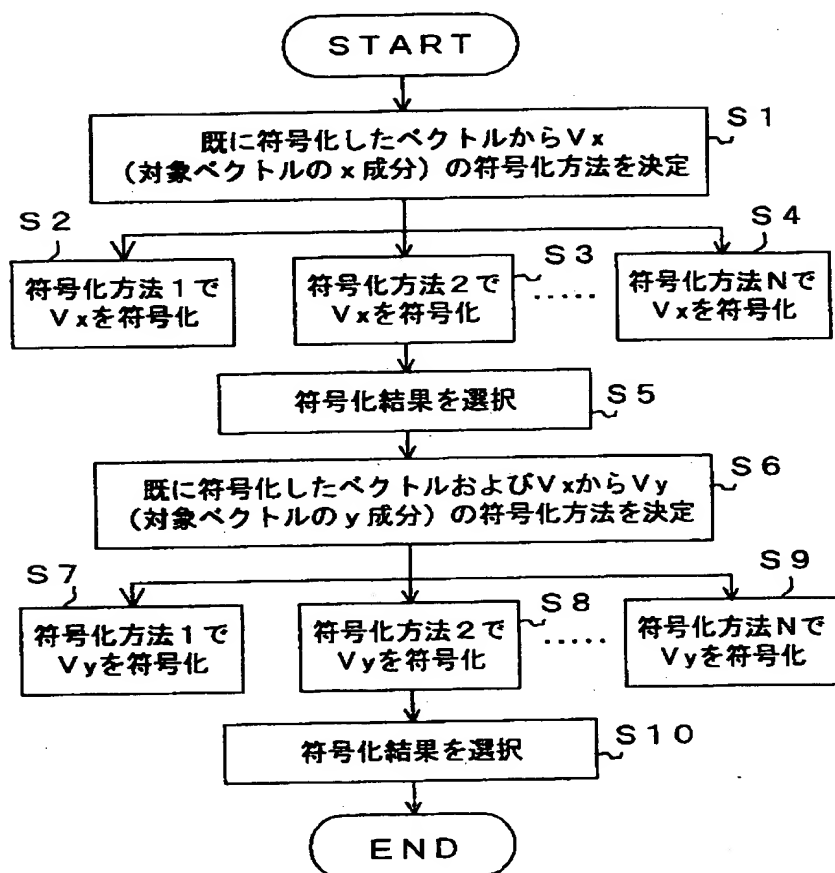 START
S1
既に符号化したベクトルからVx
(対象ベクトルのx成分)の符号化方法を決定
S2
符号化方法1で
Vxを符号化
S3
符号化方法2で
Vxを符号化
.....
S4
符号化方法Nで
Vxを符号化
符号化結果を選択
S5
S6
既に符号化したベクトルおよびVxからVy
(対象ベクトルのy成分)の符号化方法を決定
S7
符号化方法1で
Vyを符号化
S8
符号化方法2で
Vyを符号化
.....
S9
符号化方法Nで
Vyを符号化
符号化結果を選択
S10
END